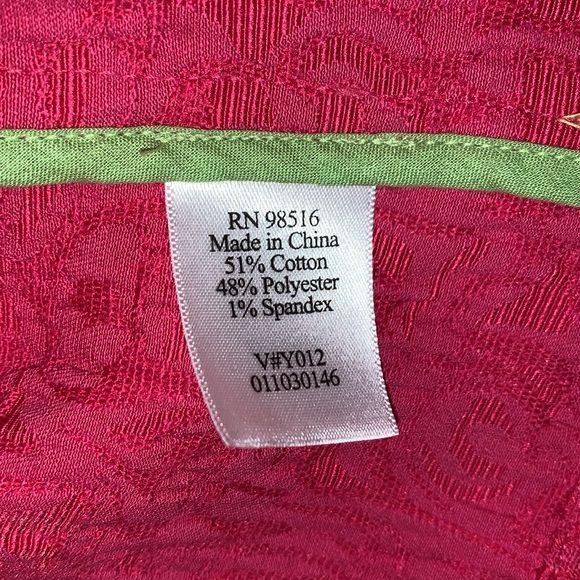 RN 98516
Made in China
51% Cotton
48% Polyester
1% Spandex
V#Y012
011030146